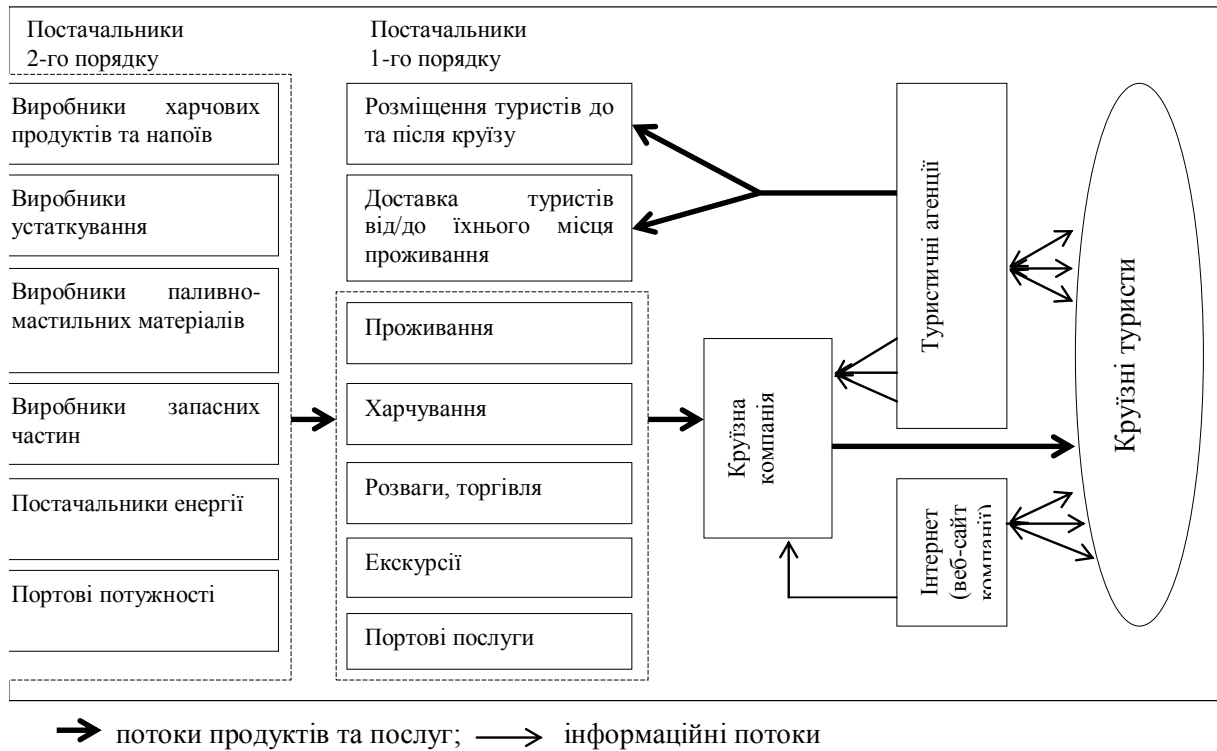 Постачальники
2-го порядку
Виробники харчових
продуктів та напоїв
Виробники
устаткування
Виробники паливно-
мастильних матеріалів
Виробники запасних
частин
Постачальники енергії
Портові потужності
Постачальники
1-го порядку
Розміщення туристів до
та після круїзу
Доставка туристів
від/до їхнього місця
проживання
Проживання
Харчування
Розваги, торгівля
Екскурсії
Портові послуги
Круїзна
компанія
Туристичні агенції
Інтернет
(веб-сайт
компанії)
Круїзні туристи
потоки продуктів та послуг; інформаційні потоки